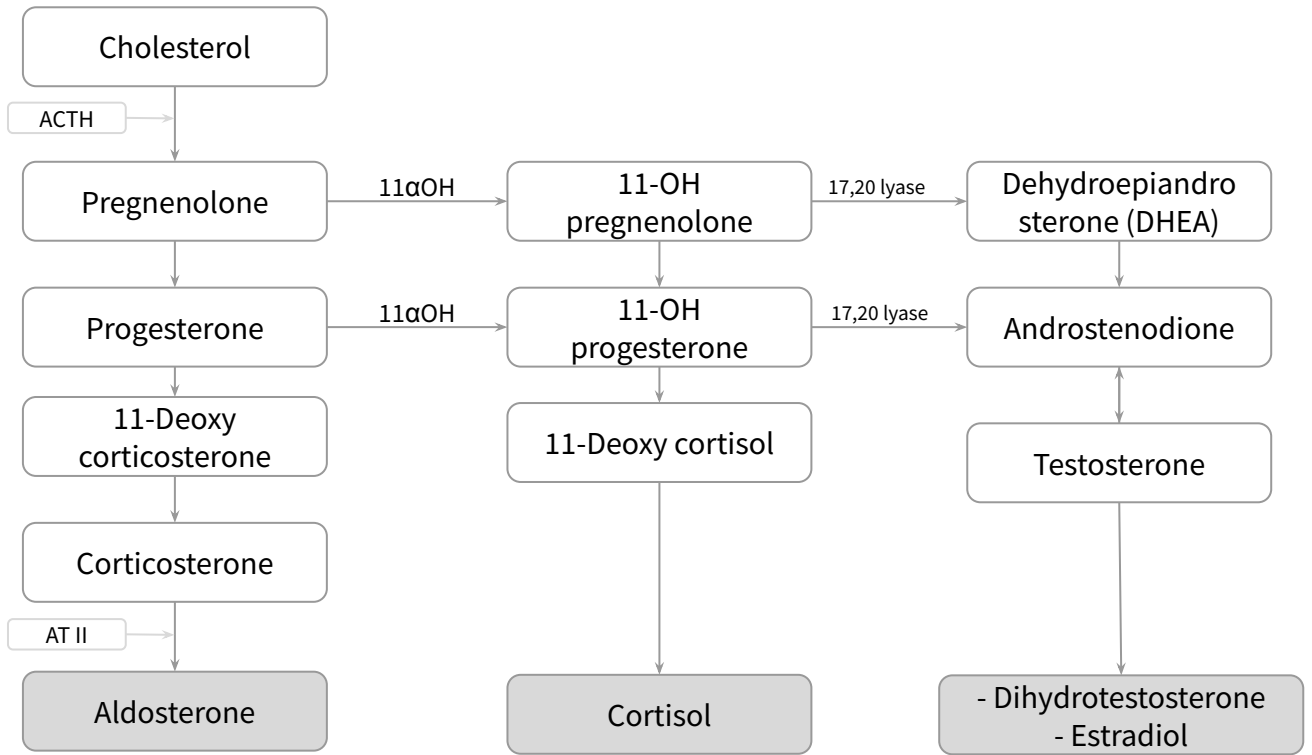 Cholesterol
ACTH
Pregnenolone
11αOH
11-OH
pregnenolone
17,20 lyase
Dehydroepiandro
sterone (DHEA)
Progesterone
11αOH
11-OH
progesterone
17,20 lyase
Androstenodione
11-Deoxy
corticosterone
11-Deoxy cortisol
Testosterone
Corticosterone
AT II
Aldosterone
Cortisol
- Dihydrotestosterone
- Estradiol